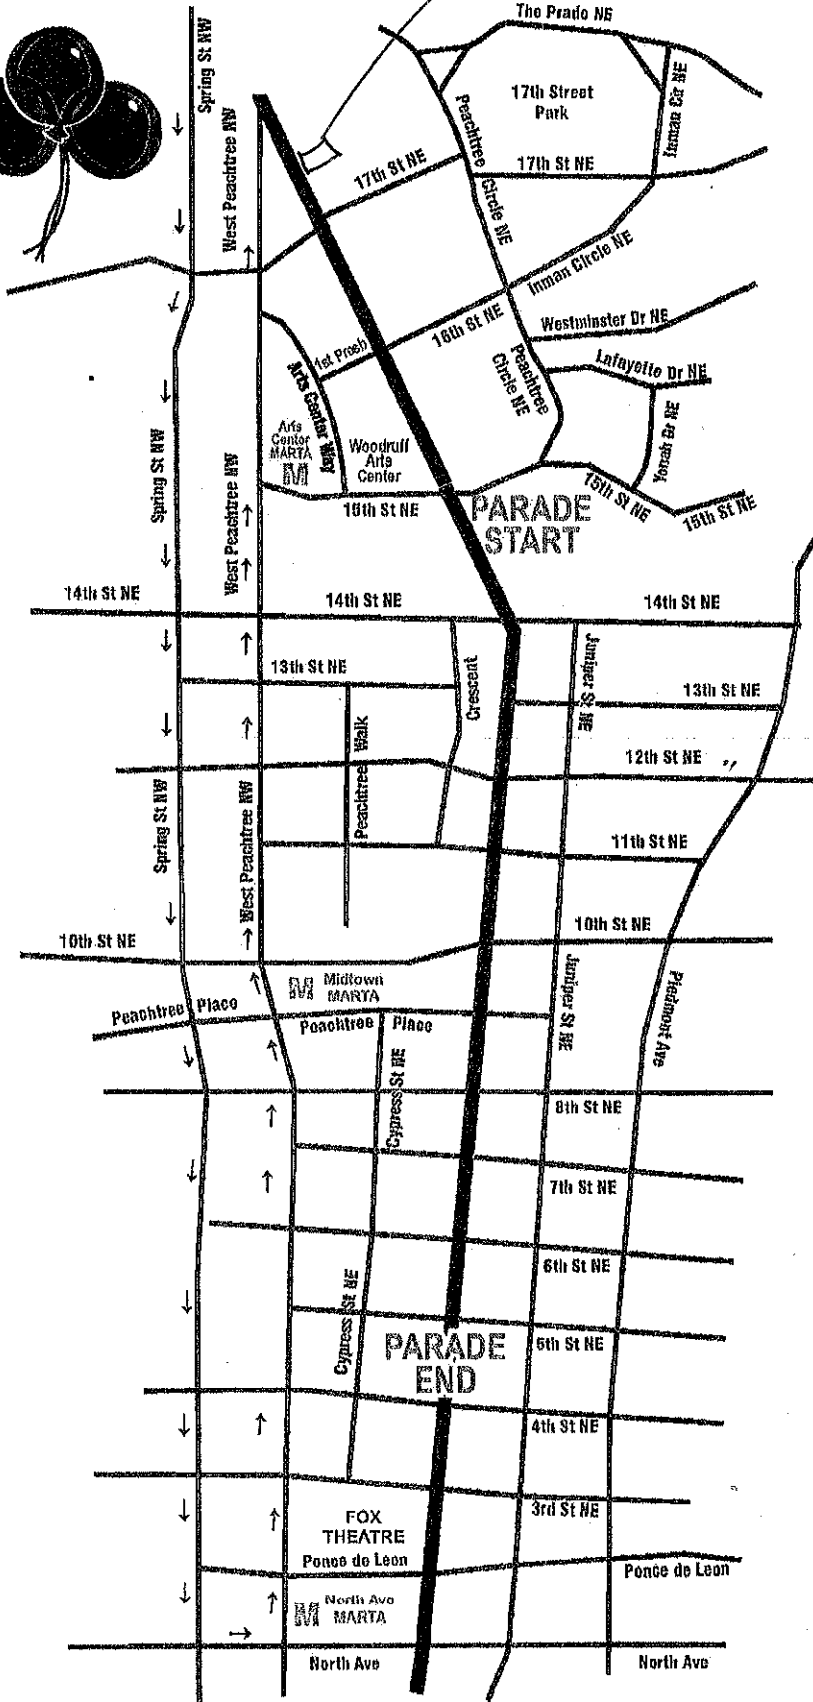 The Prado NE
Spring St NW
West Peachtree NW
17th Street
Park
Inman Cir NE
Peachtree
Circle NE
17th St NE
17th St NE
Inman Circle NE
16th St NE
Westminster Dr NE
1st Presb
Peachtree
Circle NE
Lafayette Dr NE
Arts Center Way
Arts
Center
MARTA
M
Woodruff
Arts
Center
Yonah Dr NE
Spring St NW
West Peachtree NW
15th St NE
15th St NE
15th St NE
PARADE
START
14th St NE
14th St NE
14th St NE
13th St NE
Crescent
Juniper St NE
13th St NE
Peachtree Walk
12th St NE
Spring St NW
West Peachtree NW
11th St NE
10th St NE
10th St NE
M Midtown
MARTA
Juniper St NE
Piedmont Ave
Peachtree Place
Peachtree Place
Cypress St NE
8th St NE
7th St NE
6th St NE
Cypress St NE
PARADE
END
5th St NE
4th St NE
FOX
THEATRE
3rd St NE
Ponce de Leon
Ponce de Leon
M North Ave
MARTA
North Ave
North Ave